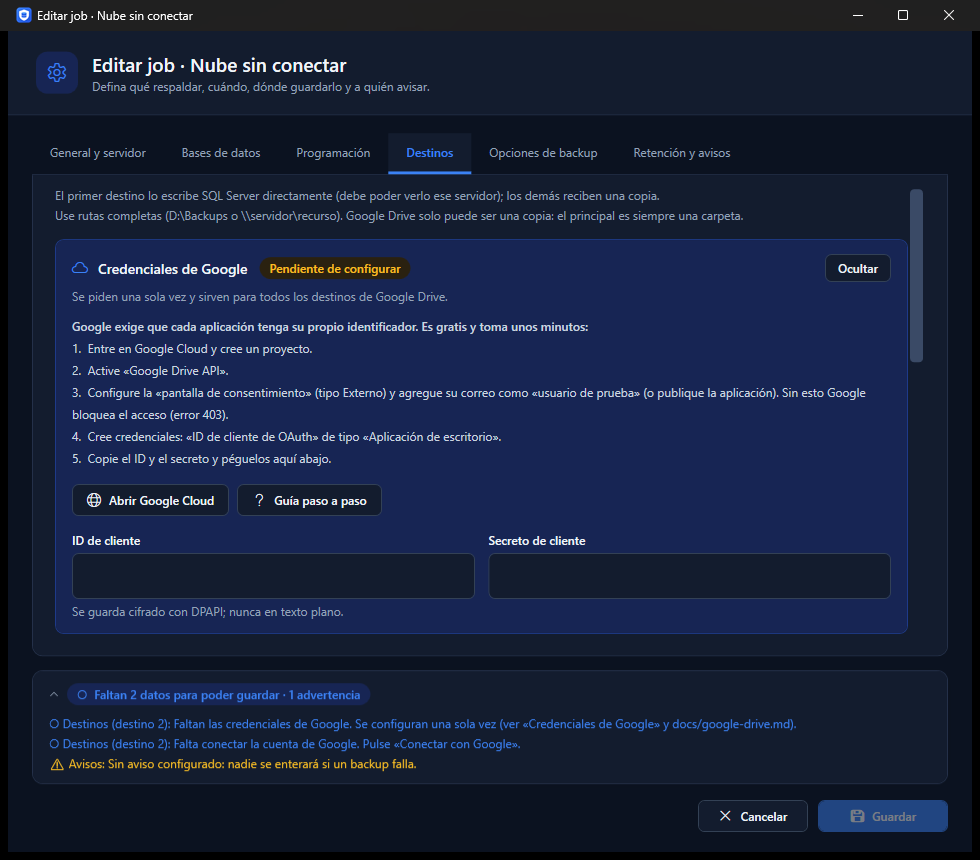 Editar job · Nube sin conectar
Editar job · Nube sin conectar
Defina qué respaldar, cuándo, dónde guardarlo y a quién avisar.
General y servidor
Bases de datos
Programación
Destinos
Opciones de backup
Retención y avisos
El primer destino lo escribe SQL Server directamente (debe poder verlo ese servidor); los demás reciben una copia.
Use rutas completas (D:\Backups o \\servidor\recurso). Google Drive solo puede ser una copia: el principal es siempre una carpeta.
Credenciales de Google
Pendiente de configurar
Ocultar
Se piden una sola vez y sirven para todos los destinos de Google Drive.
Google exige que cada aplicación tenga su propio identificador. Es gratis y toma unos minutos:
1. Entre en Google Cloud y cree un proyecto.
2. Active «Google Drive API».
3. Configure la «pantalla de consentimiento» (tipo Externo) y agregue su correo como «usuario de prueba» (o publique la aplicación). Sin esto Google
bloquea el acceso (error 403).
4. Cree credenciales: «ID de cliente de OAuth» de tipo «Aplicación de escritorio».
5. Copie el ID y el secreto y péguelos aquí abajo.
Abrir Google Cloud
? Guía paso a paso
ID de cliente
Secreto de cliente
Se guarda cifrado con DPAPI; nunca en texto plano.
Faltan 2 datos para poder guardar · 1 advertencia
Destinos (destino 2): Faltan las credenciales de Google. Se configuran una sola vez (ver «Credenciales de Google» y docs/google-drive.md).
Destinos (destino 2): Falta conectar la cuenta de Google. Pulse «Conectar con Google».
Avisos: Sin aviso configurado: nadie se enterará si un backup falla.
Cancelar
Guardar